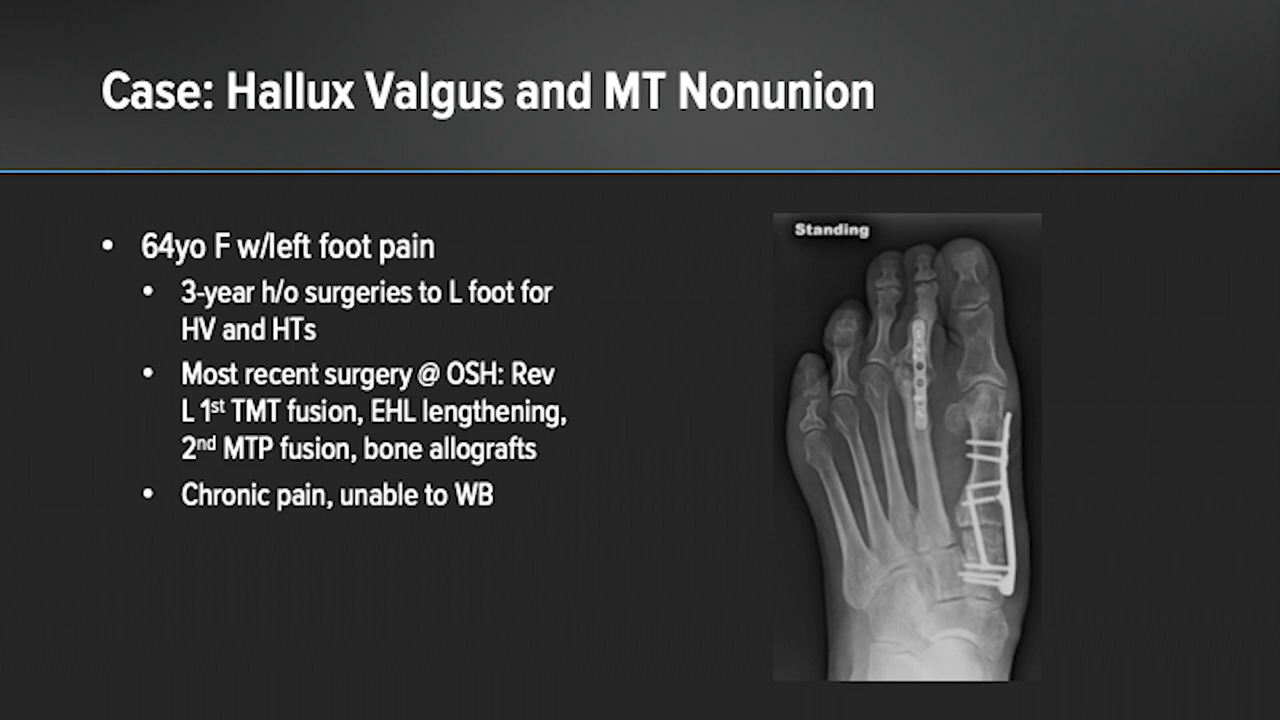 Case: Hallux Valgus and MT Nonunion
• 64yo F w/left foot pain
• 3-year h/o surgeries to L foot for
HV and HTs
• Most recent surgery @ OSH: Rev
L 1st TMT fusion, EHL lengthening,
2nd MTP fusion, bone allografts
• Chronic pain, unable to WB
Standing